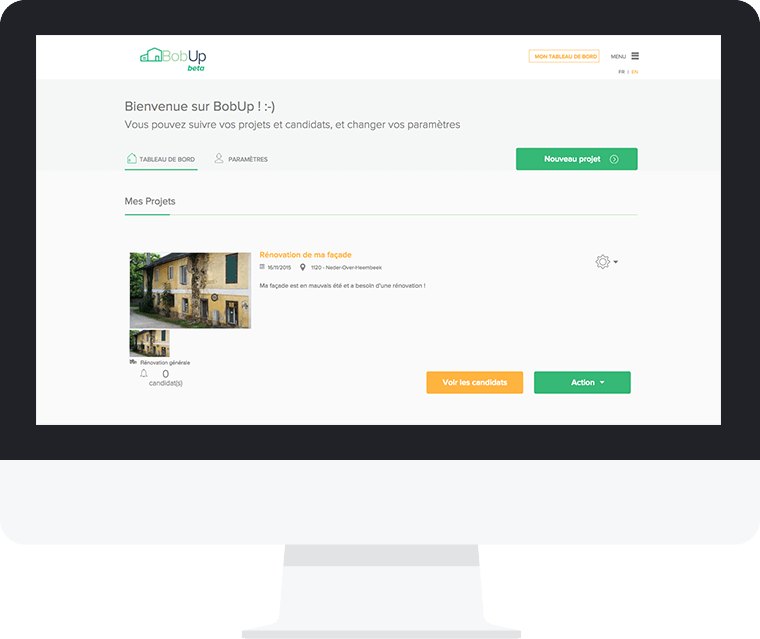 BobUp
beta
MON TABLEAU DE BORD
MENU
FR | EN
Bienvenue sur BobUp ! :-)
Vous pouvez suivre vos projets et candidats, et changer vos paramètres
TABLEAU DE BORD
PARAMÈTRES
Nouveau projet
Mes Projets
Rénovation de ma façade
16/11/2015
1120 - Neder-Over-Heembeek
Ma façade est en mauvais été et a besoin d'une rénovation !
Rénovation générale
0
candidat(s)
Voir les candidats
Action